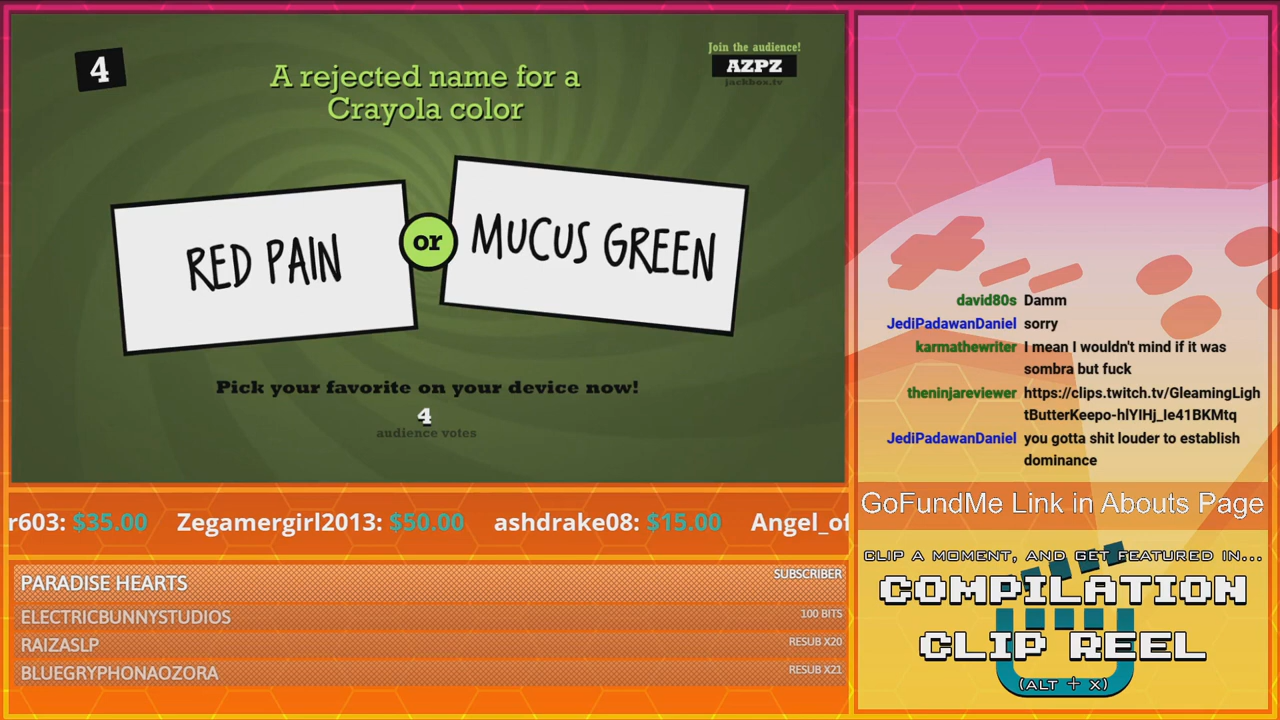 4
A rejected name for a
Crayola color
Join the audience!
AZPZ
jackbox.tv
RED PAIN
or
MUCUS GREEN
Pick your favorite on your device now!
4
audience votes
david80s Damm
JediPadawanDaniel sorry
karmathewriter I mean I wouldn't mind if it was
sombra but fuck
theninjareviewer https://clips.twitch.tv/GleamingLigh
tButterKeepo-hlYIHj_Ie41BKMtq
JediPadawanDaniel you gotta shit louder to establish
dominance
r603: $35.00 Zegamergirl2013: $50.00 ashdrake08: $15.00 Angel_of
GoFundMe Link in Abouts Page
PARADISE HEARTS SUBSCRIBER
ELECTRICBUNNYSTUDIOS 100 BITS
RAIZASLP RESUB X20
BLUEGRYPHONAOZORA RESUB X21
CLIP A MOMENT, AND GET FEATURED IN...
COMPILATION
CLIP REEL
(ALT + X)